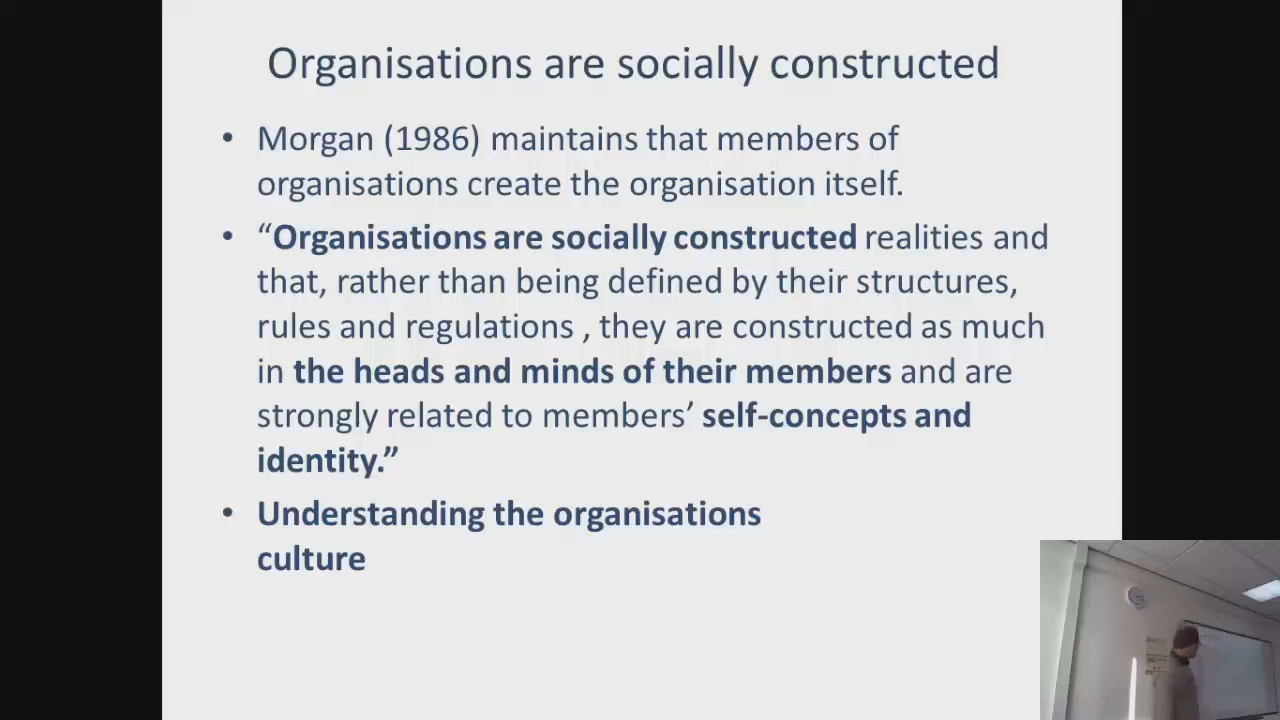 Organisations are socially constructed
• Morgan (1986) maintains that members of
organisations create the organisation itself.
• “Organisations are socially constructed realities and
that, rather than being defined by their structures,
rules and regulations , they are constructed as much
in the heads and minds of their members and are
strongly related to members’ self-concepts and
identity.”
• Understanding the organisations
culture